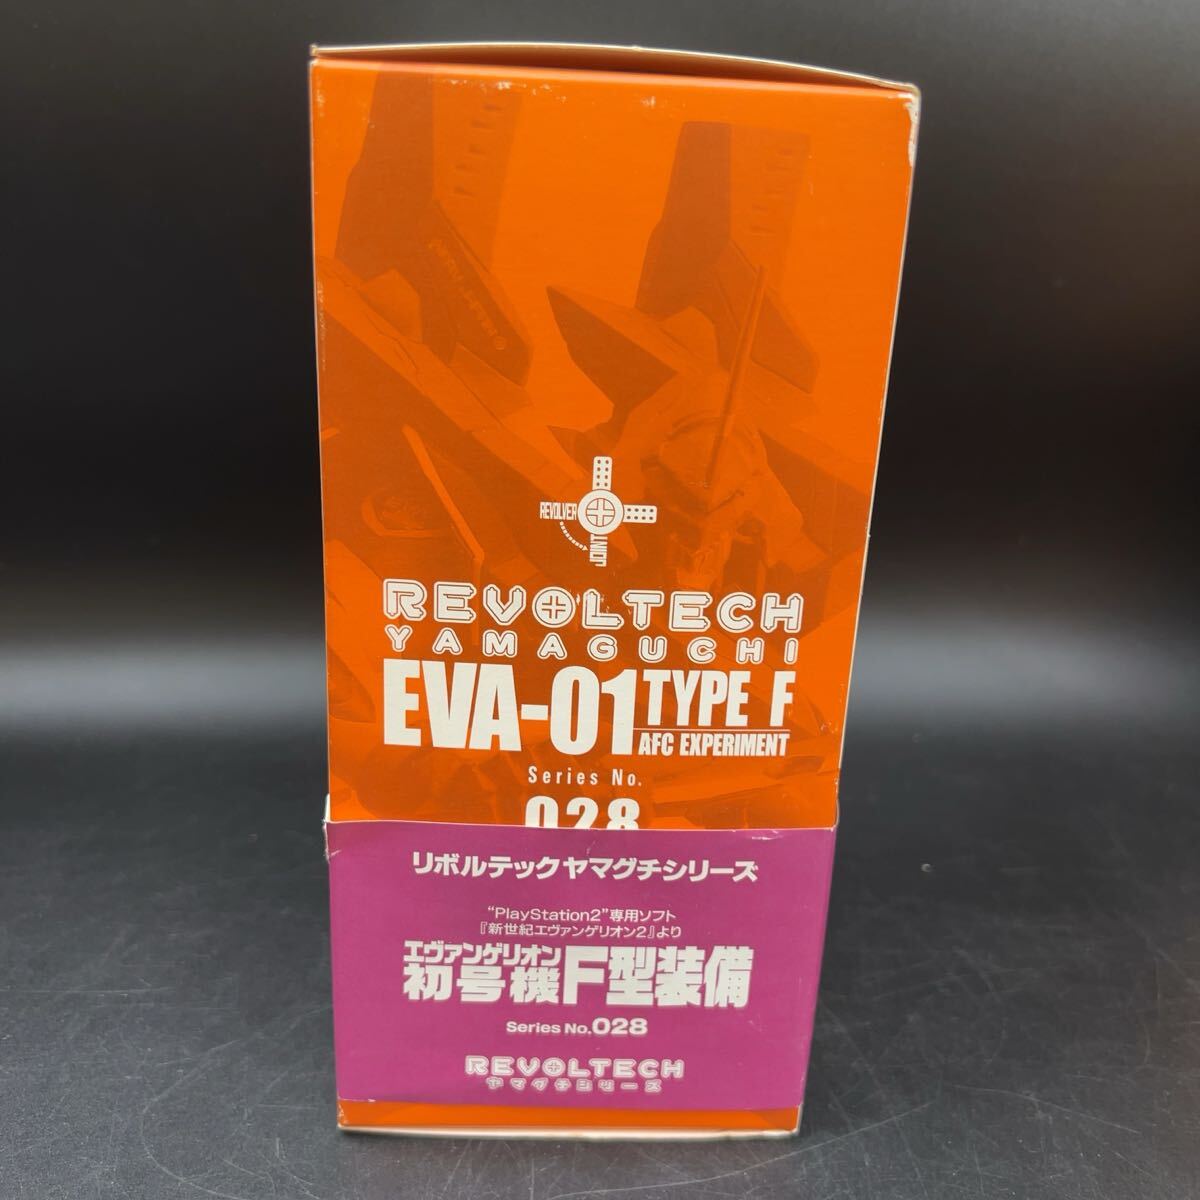 REVOLVER
JOINT
REVOLTECH
YAMAGUCHI
EVA-01 TYPE F
AFC EXPERIMENT
Series No.
028
リボルテックヤマグチシリーズ
“PlayStation2”専用ソフト
『新世紀エヴァンゲリオン2』より
エヴァンゲリオン
初号機F型装備
Series No.028
REVOLTECH
ヤマグチシリーズ